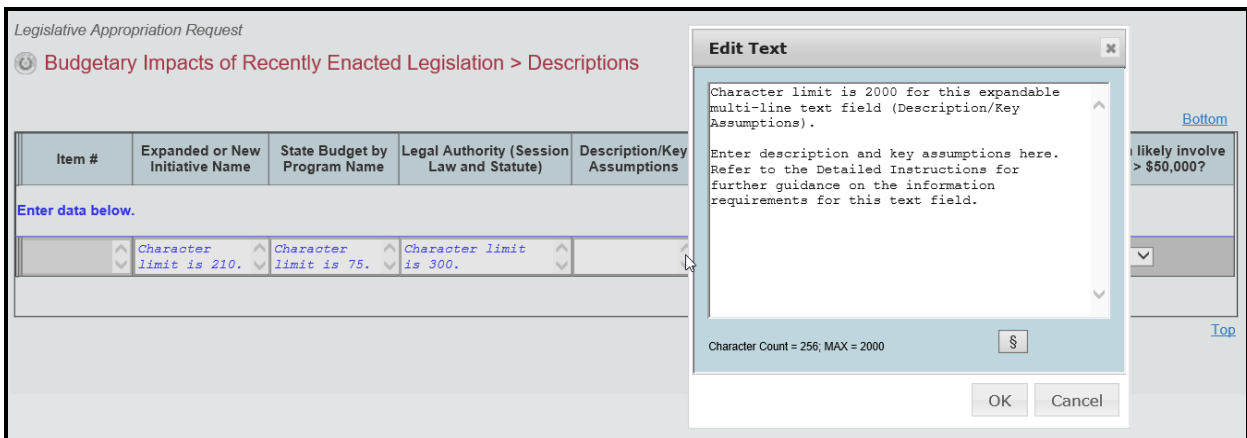 Legislative Appropriation Request
Budgetary Impacts of Recently Enacted Legislation > Descriptions
Bottom
Item #
Expanded or New
Initiative Name
State Budget by
Program Name
Legal Authority (Session
Law and Statute)
Description/Key
Assumptions
likely involve
> $50,000?
Enter data below.
Character
limit is 210.
Character
limit is 75.
Character limit
is 300.
Top
Edit Text
Character limit is 2000 for this expandable
multi-line text field (Description/Key
Assumptions).
Enter description and key assumptions here.
Refer to the Detailed Instructions for
further guidance on the information
requirements for this text field.
Character Count = 256; MAX = 2000
§
OK
Cancel